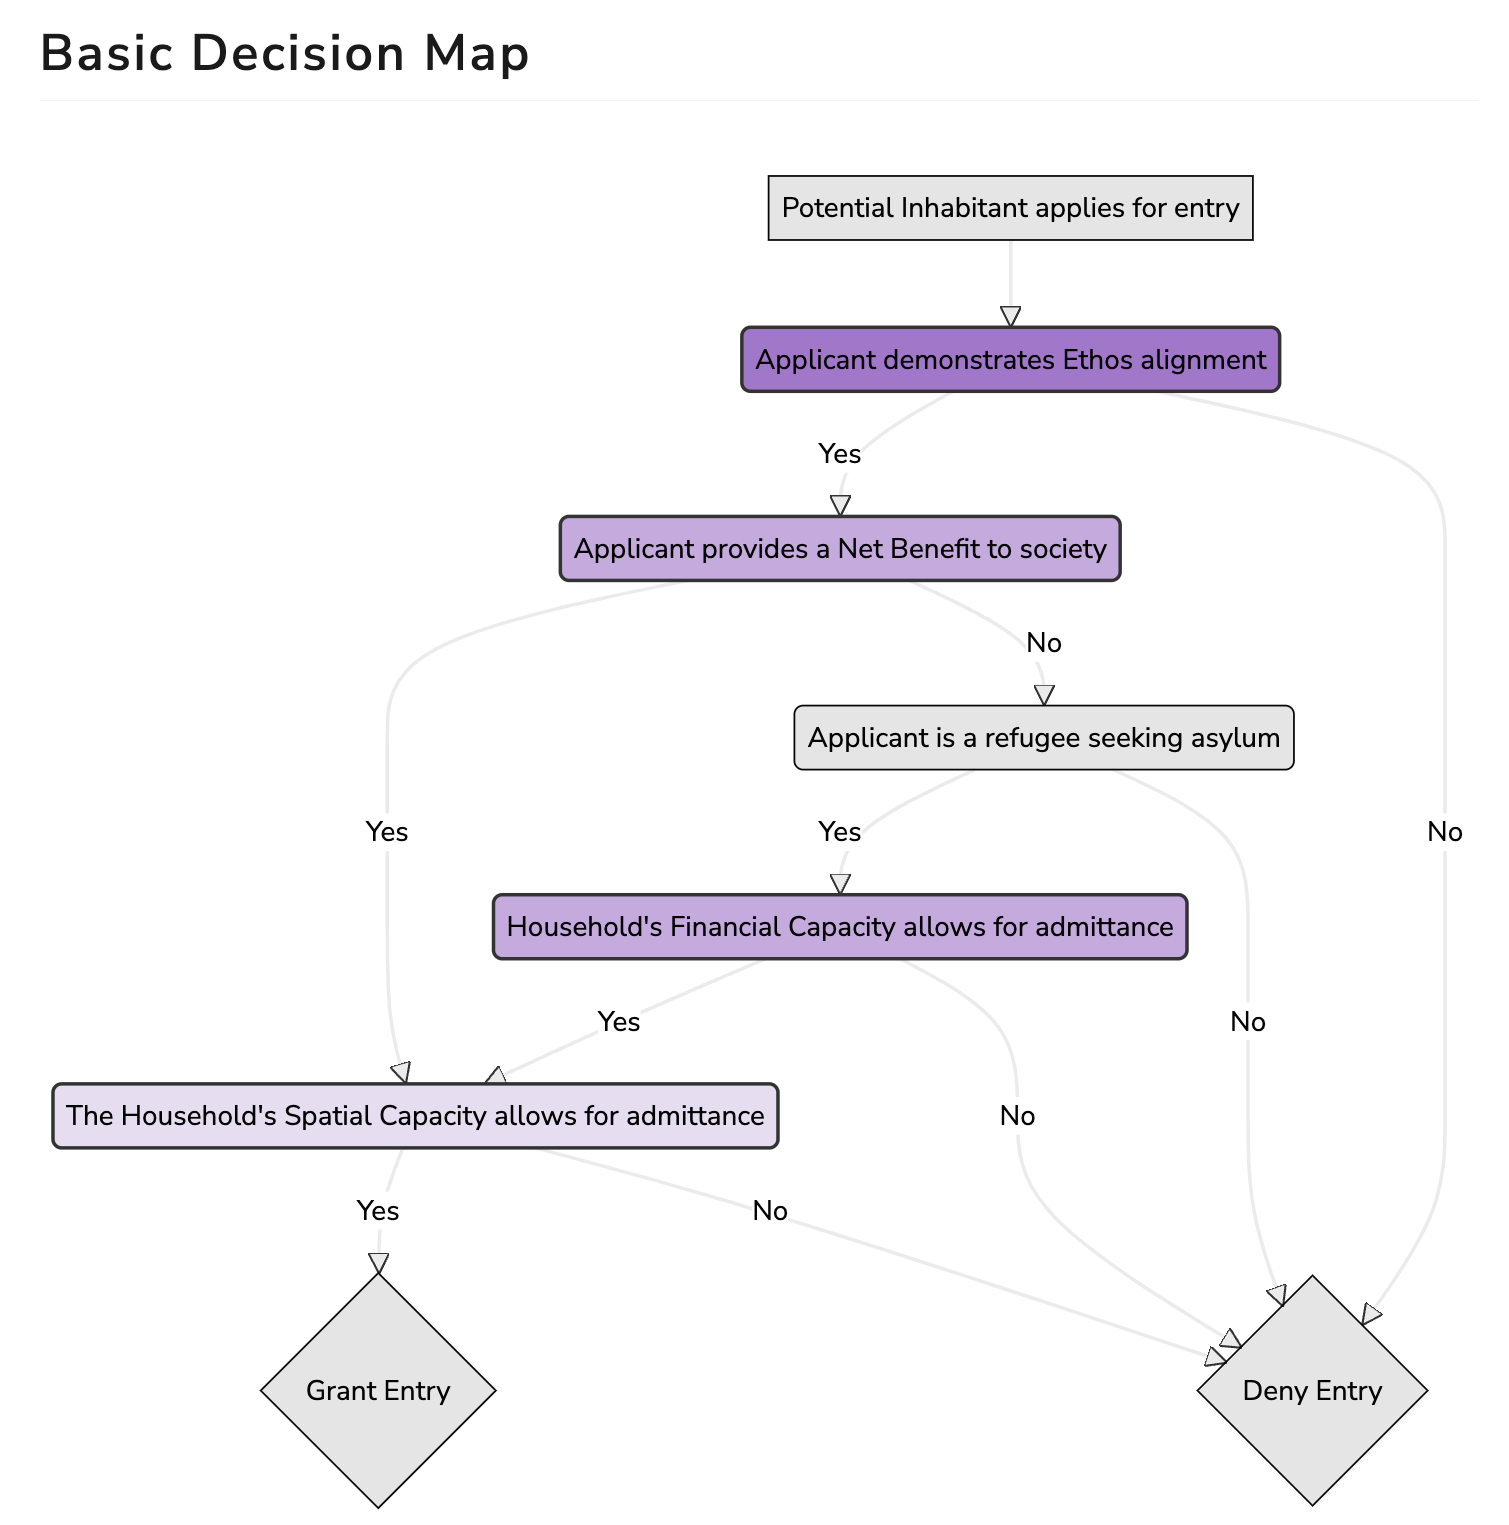 Basic Decision Map
Potential Inhabitant applies for entry
Applicant demonstrates Ethos alignment
Yes
Applicant provides a Net Benefit to society
No
Applicant is a refugee seeking asylum
Yes
Yes
No
Household's Financial Capacity allows for admittance
Yes
No
The Household's Spatial Capacity allows for admittance
No
Yes
No
Grant Entry
Deny Entry